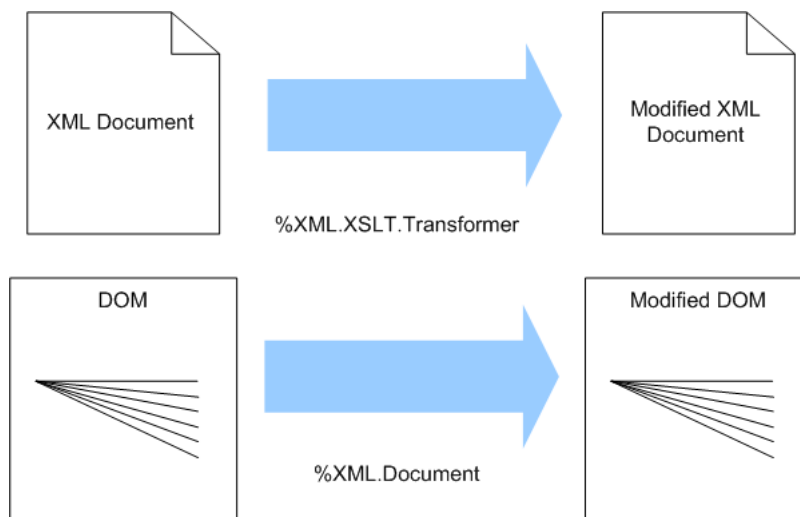 XML Document
Modified XML
Document
%XML.XSLT.Transformer
DOM
Modified DOM
%XML.Document